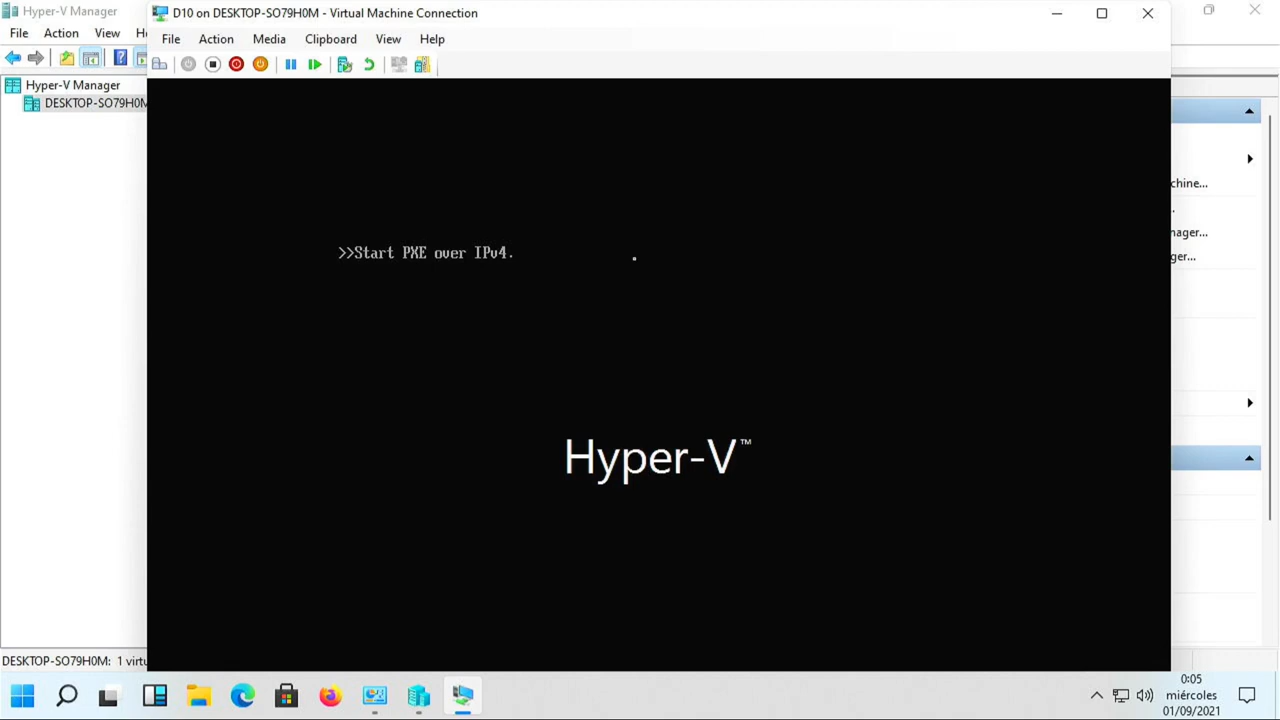 Hyper-V Manager
File Action View
D10 on DESKTOP-SO79H0M - Virtual Machine Connection
File Action Media Clipboard View Help
Hyper-V Manager
DESKTOP-SO79H0M
>>Start PXE over IPv4.
Hyper-V™
chine...
nager...
ger...
DESKTOP-SO79H0M: 1 virtu
0:05
miércoles
01/09/2021